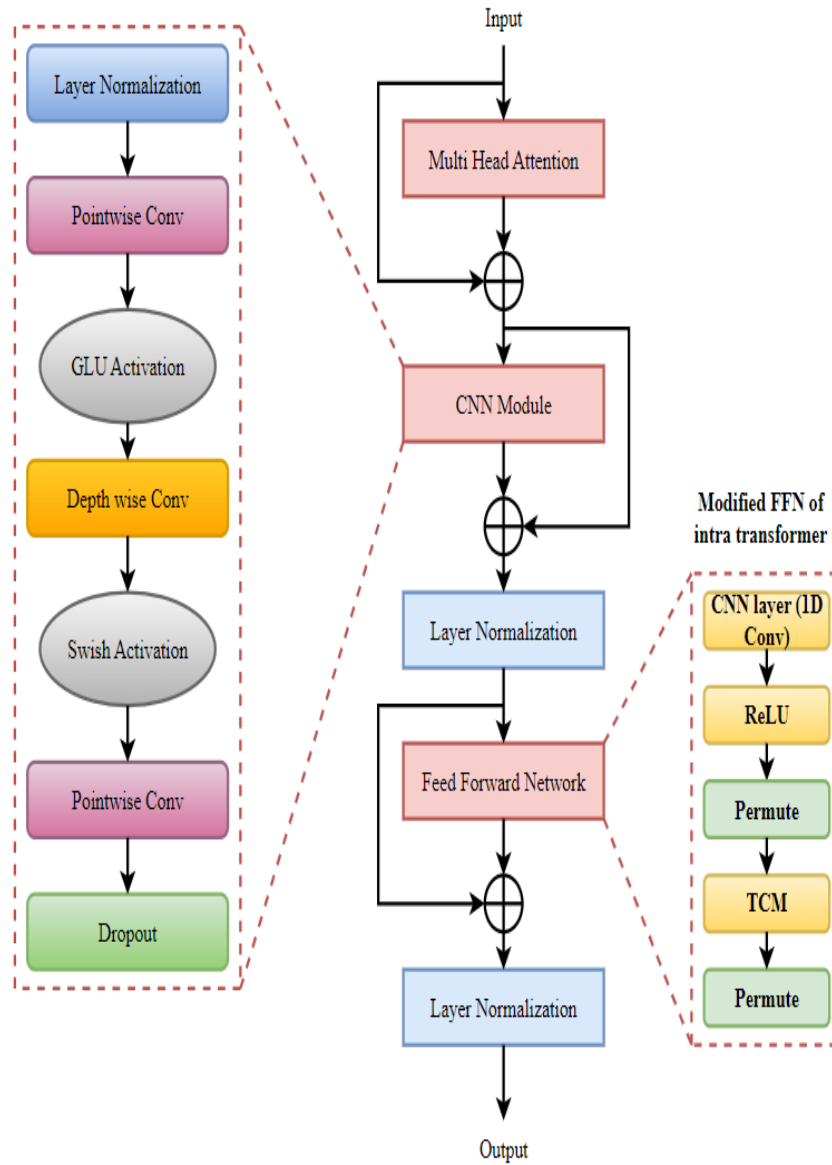 Input
Multi Head Attention
CNN Module
Layer Normalization
Feed Forward Network
Layer Normalization
Output
Layer Normalization
Pointwise Conv
GLU Activation
Depth wise Conv
Swish Activation
Pointwise Conv
Dropout
Modified FFN of
intra transformer
CNN layer (1D
Conv)
ReLU
Permute
TCM
Permute